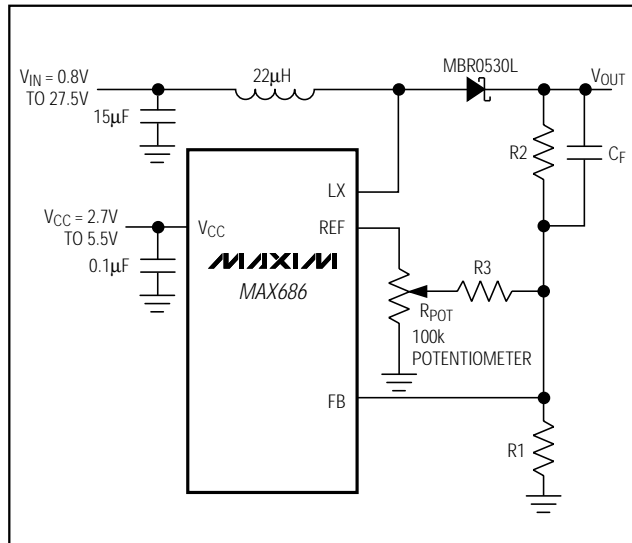 V_IN = 0.8V
TO 27.5V
15µF
22µH
MBR0530L
V_OUT
R2
C_F
LX
V_CC = 2.7V
TO 5.5V
0.1µF
V_CC
REF
MAXIM
MAX686
R3
R_POT
100k
POTENTIOMETER
FB
R1